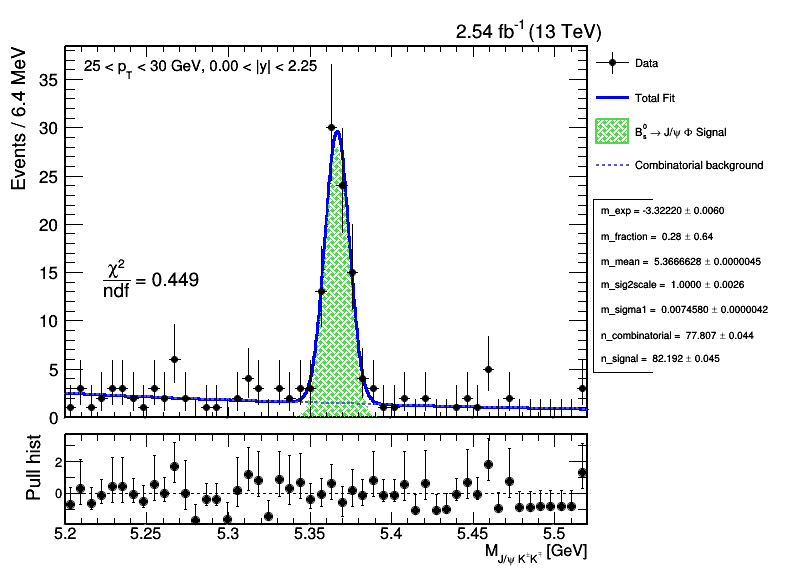 2.54 fb⁻¹ (13 TeV)
Events / 6.4 MeV
25 < p_T < 30 GeV, 0.00 < |y| < 2.25
35
30
25
20
15
10
5
0
χ²/ndf = 0.449
Data
Total Fit
B⁰_s → J/ψ Φ Signal
Combinatorial background
m_exp = -3.32220 ± 0.0060
m_fraction = 0.28 ± 0.64
m_mean = 5.3666628 ± 0.0000045
m_sig2scale = 1.0000 ± 0.0026
m_sigma1 = 0.0074580 ± 0.0000042
n_combinatorial = 77.807 ± 0.044
n_signal = 82.192 ± 0.045
Pull hist
2
0
5.2 5.25 5.3 5.35 5.4 5.45 5.5
M_{J/ψ K^±K^∓} [GeV]